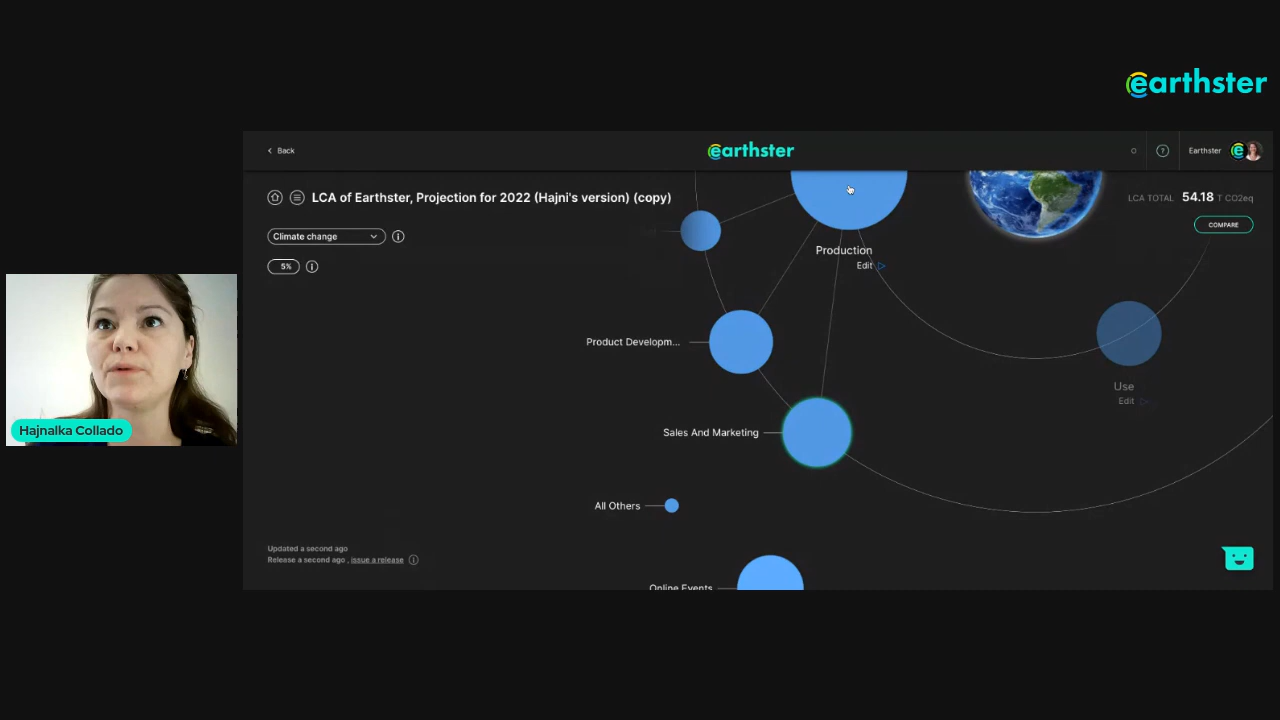 earthster
Back
earthster
?
Earthster
LCA of Earthster, Projection for 2022 (Hajni's version) (copy)
LCA TOTAL 54.18 T CO2eq
COMPARE
Climate change
5%
Production
Edit
Product Developm...
Use
Edit
Hajnalka Collado
Sales And Marketing
All Others
Updated a second ago
Release a second ago , issue a release
Online Events